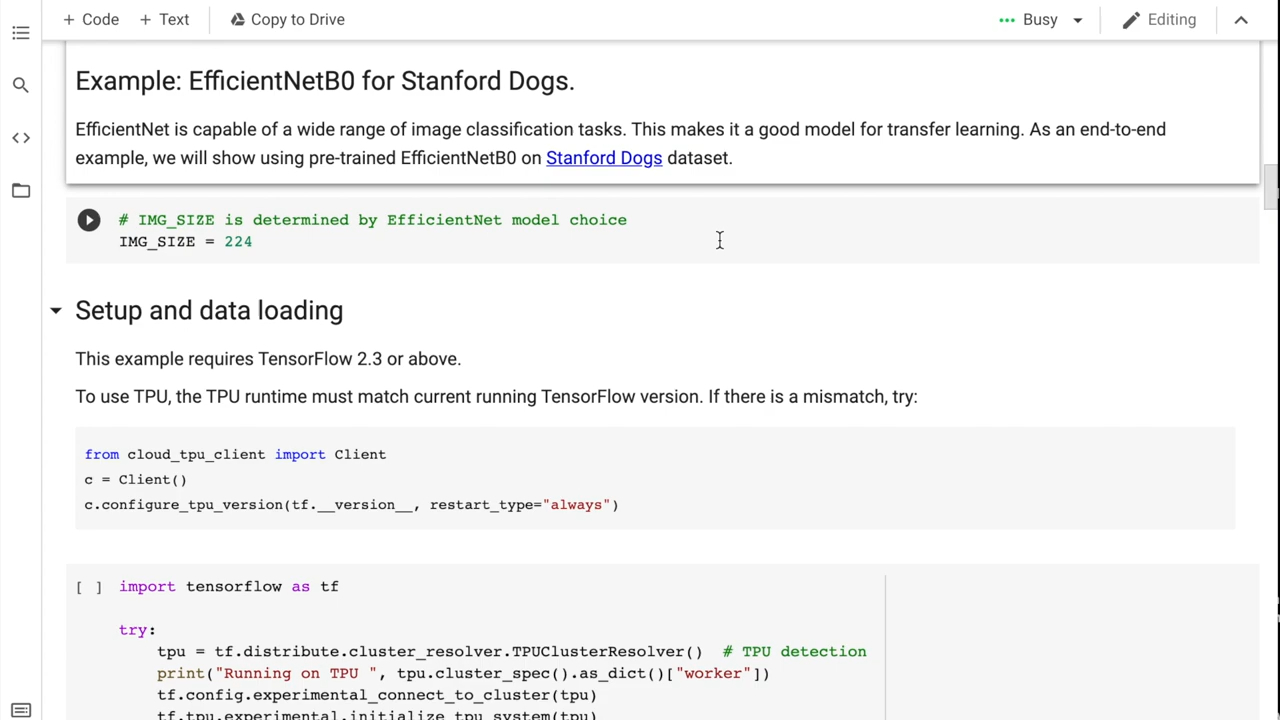 + Code + Text Copy to Drive Busy Editing
Example: EfficientNetB0 for Stanford Dogs.
EfficientNet is capable of a wide range of image classification tasks. This makes it a good model for transfer learning. As an end-to-end
example, we will show using pre-trained EfficientNetB0 on Stanford Dogs dataset.
# IMG_SIZE is determined by EfficientNet model choice
IMG_SIZE = 224
Setup and data loading
This example requires TensorFlow 2.3 or above.
To use TPU, the TPU runtime must match current running TensorFlow version. If there is a mismatch, try:
from cloud_tpu_client import Client
c = Client()
c.configure_tpu_version(tf.__version__, restart_type="always")
[ ] import tensorflow as tf
try:
tpu = tf.distribute.cluster_resolver.TPUClusterResolver() # TPU detection
print("Running on TPU ", tpu.cluster_spec().as_dict()["worker"])
tf.config.experimental_connect_to_cluster(tpu)
tf.tpu.experimental.initialize_tpu_system(tpu)